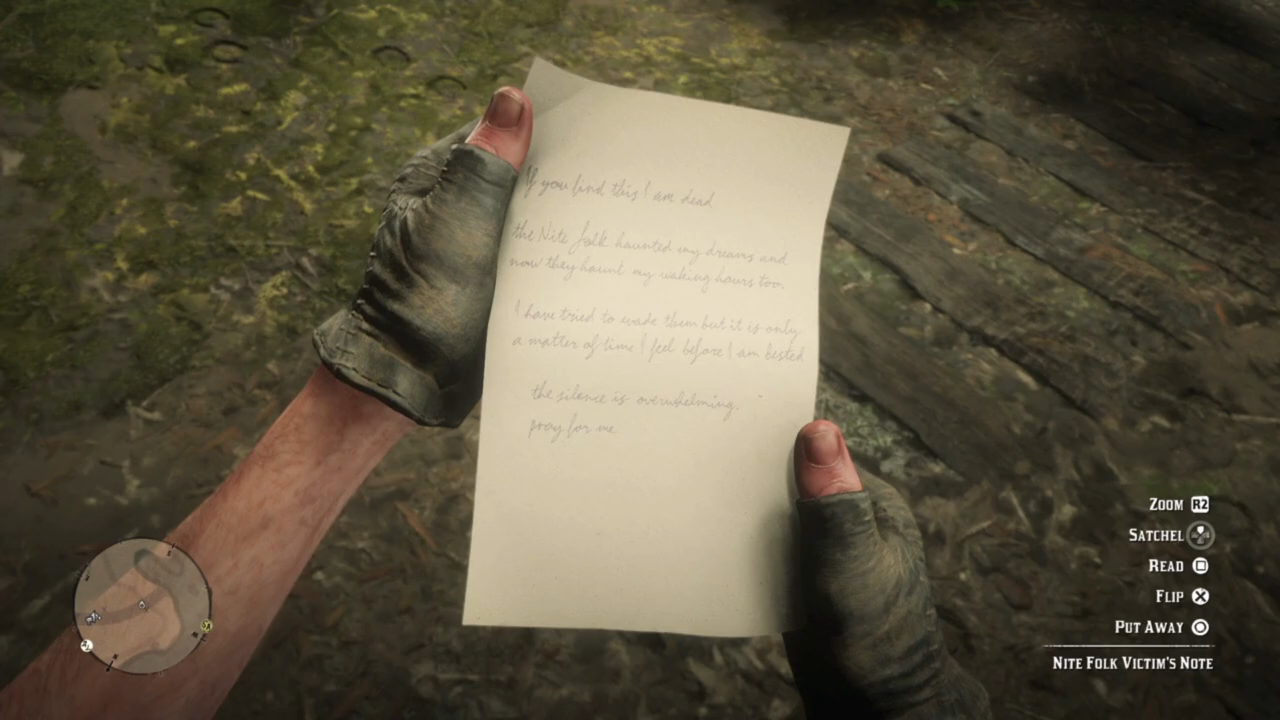 If you find this I am dead
the Nite folk haunted my dreams and
now they haunt my waking hours too.
I have tried to evade them but it is only
a matter of time I feel before I am bested
the silence is overwhelming.
pray for me
ZOOM R2
SATCHEL
READ
FLIP
PUT AWAY
NITE FOLK VICTIM'S NOTE